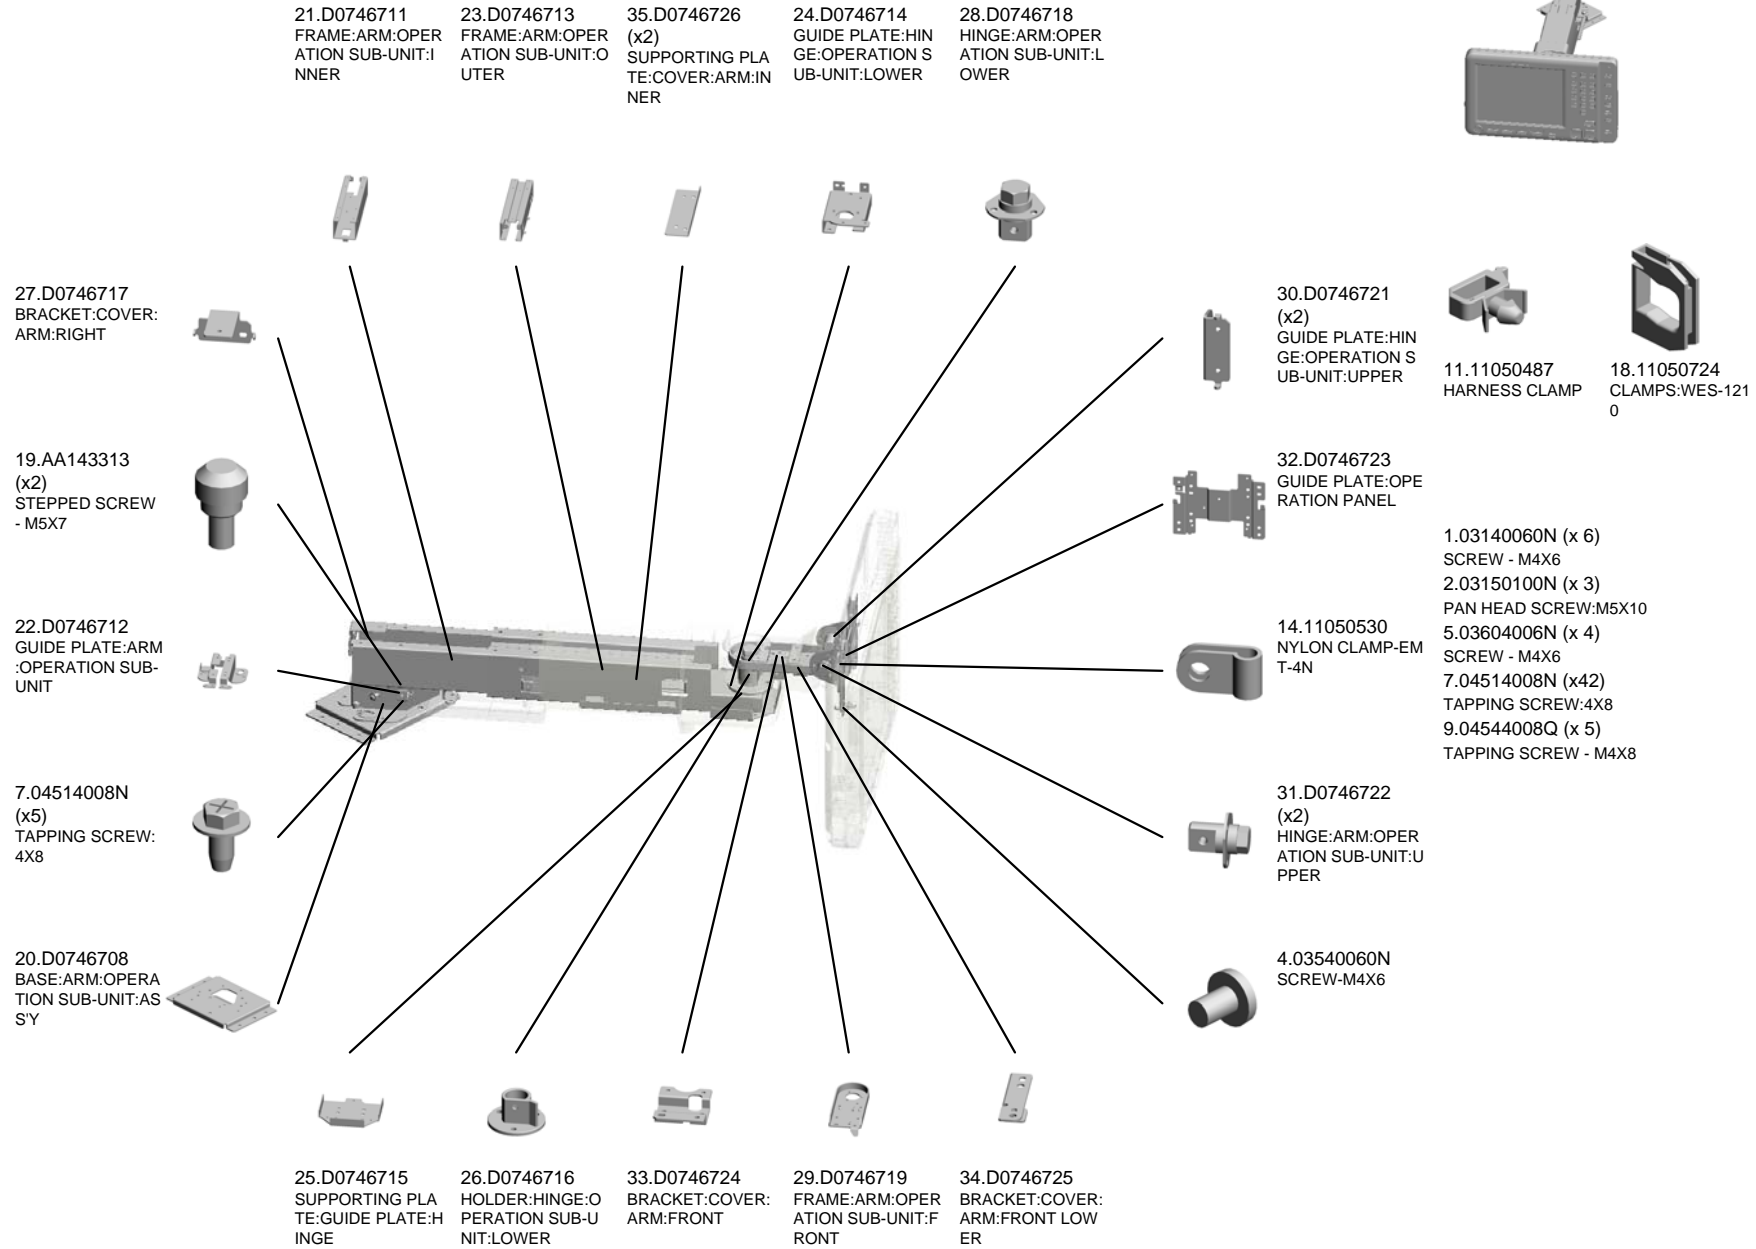 21.D0746711
FRAME:ARM:OPER
ATION SUB-UNIT:I
NNER
23.D0746713
FRAME:ARM:OPER
ATION SUB-UNIT:O
UTER
35.D0746726
(x2)
SUPPORTING PLA
TE:COVER:ARM:IN
NER
24.D0746714
GUIDE PLATE:HIN
GE:OPERATION S
UB-UNIT:LOWER
28.D0746718
HINGE:ARM:OPER
ATION SUB-UNIT:L
OWER
27.D0746717
BRACKET:COVER:
ARM:RIGHT
19.AA143313
(x2)
STEPPED SCREW
- M5X7
22.D0746712
GUIDE PLATE:ARM
:OPERATION SUB-
UNIT
7.04514008N
(x5)
TAPPING SCREW:
4X8
20.D0746708
BASE:ARM:OPERA
TION SUB-UNIT:AS
S'Y
30.D0746721
(x2)
GUIDE PLATE:HIN
GE:OPERATION S
UB-UNIT:UPPER
32.D0746723
GUIDE PLATE:OPE
RATION PANEL
14.11050530
NYLON CLAMP-EM
T-4N
31.D0746722
(x2)
HINGE:ARM:OPER
ATION SUB-UNIT:U
PPER
4.03540060N
SCREW-M4X6
11.11050487
HARNESS CLAMP
18.11050724
CLAMPS:WES-121
0
1.03140060N (x 6)
SCREW - M4X6
2.03150100N (x 3)
PAN HEAD SCREW:M5X10
5.03604006N (x 4)
SCREW - M4X6
7.04514008N (x42)
TAPPING SCREW:4X8
9.04544008Q (x 5)
TAPPING SCREW - M4X8
25.D0746715
SUPPORTING PLA
TE:GUIDE PLATE:H
INGE
26.D0746716
HOLDER:HINGE:O
PERATION SUB-U
NIT:LOWER
33.D0746724
BRACKET:COVER:
ARM:FRONT
29.D0746719
FRAME:ARM:OPER
ATION SUB-UNIT:F
RONT
34.D0746725
BRACKET:COVER:
ARM:FRONT LOW
ER